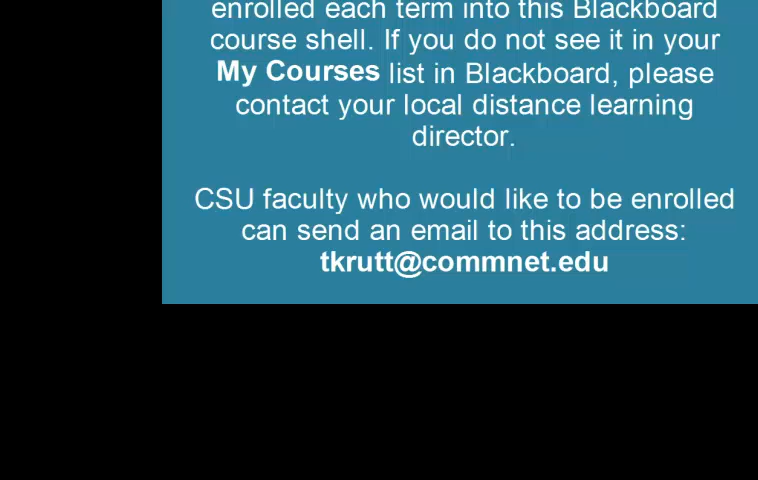 enrolled each term into this Blackboard
course shell. If you do not see it in your
My Courses list in Blackboard, please
contact your local distance learning
director.
CSU faculty who would like to be enrolled
can send an email to this address:
tkrutt@commnet.edu